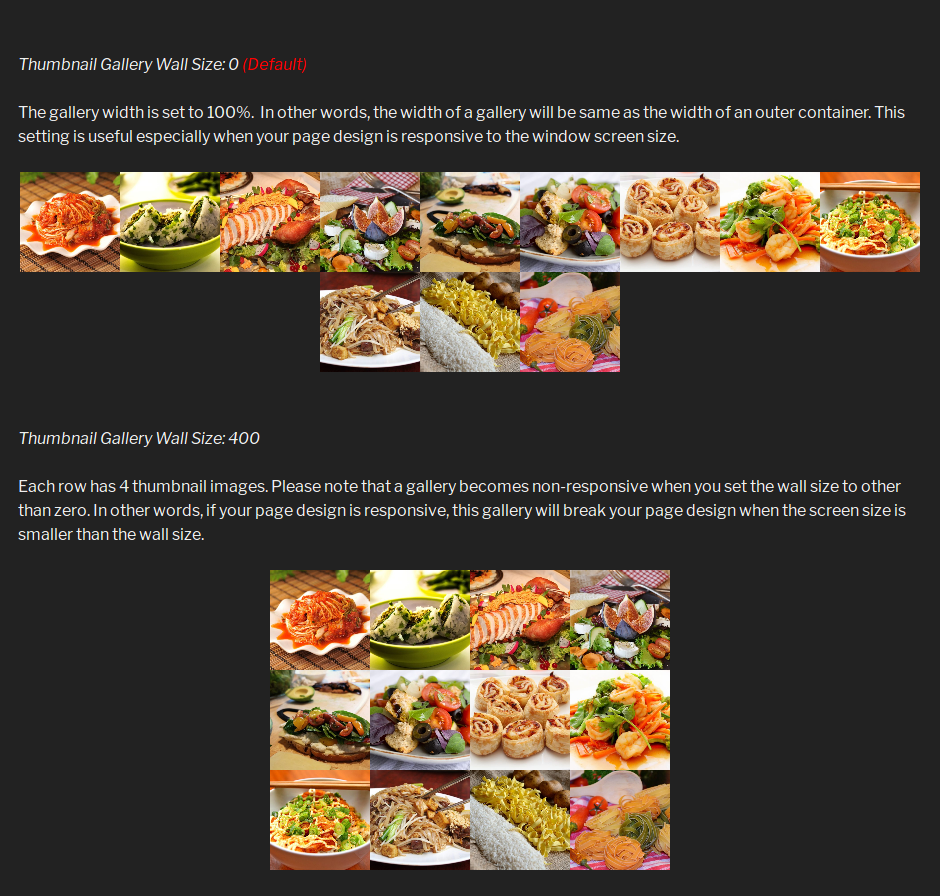 Thumbnail Gallery Wall Size: 0 (Default)
The gallery width is set to 100%.  In other words, the width of a gallery will be same as the width of an outer container. This
setting is useful especially when your page design is responsive to the window screen size.
Thumbnail Gallery Wall Size: 400
Each row has 4 thumbnail images. Please note that a gallery becomes non-responsive when you set the wall size to other
than zero. In other words, if your page design is responsive, this gallery will break your page design when the screen size is
smaller than the wall size.